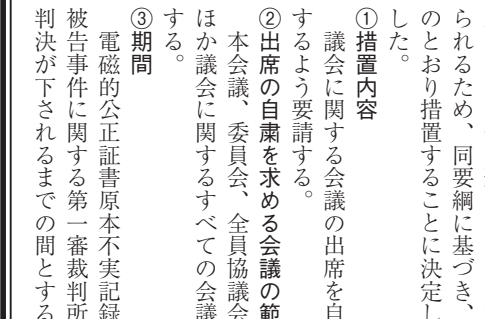 られるため、同要綱に基づき、
のとおり措置することに決定し
した。
①措置内容
議会に関する会議の出席を自
するよう要請する。
②出席の自粛を求める会議の範
本会議、委員会、全員協議会
ほか議会に関するすべての会議
する。
③期間
電磁的公正証書原本不実記録
被告事件に関する第一審裁判所
判決が下されるまでの間とする